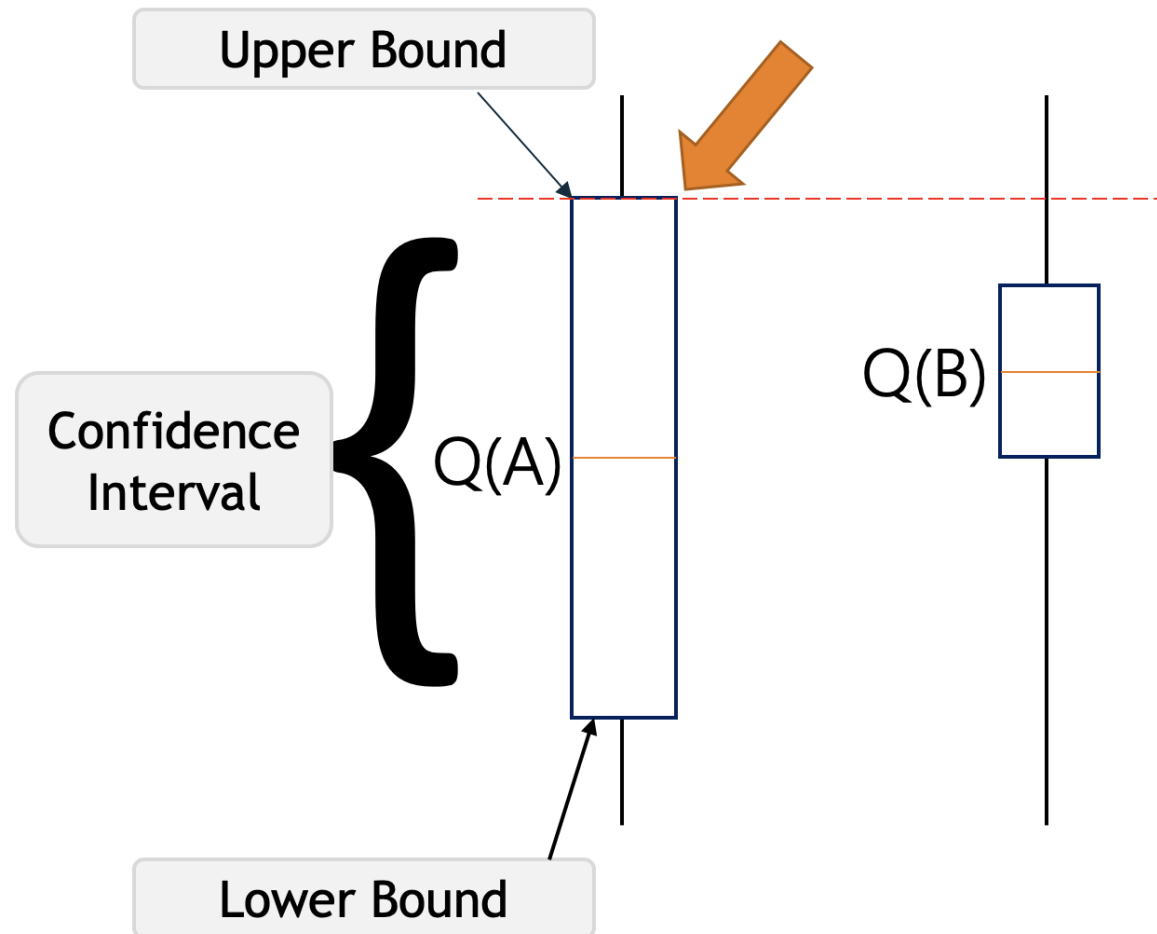 Upper Bound
Confidence
Interval
Q(A)
Q(B)
Lower Bound